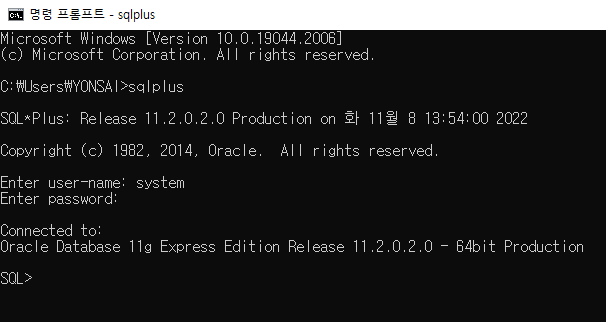 명령 프롬프트 - sqlplus
Microsoft Windows [Version 10.0.19044.2006]
(c) Microsoft Corporation. All rights reserved.
C:₩Users₩YONSAI>sqlplus
SQL*Plus: Release 11.2.0.2.0 Production on 화 11월 8 13:54:00 2022
Copyright (c) 1982, 2014, Oracle.  All rights reserved.
Enter user-name: system
Enter password:
Connected to:
Oracle Database 11g Express Edition Release 11.2.0.2.0 - 64bit Production
SQL>